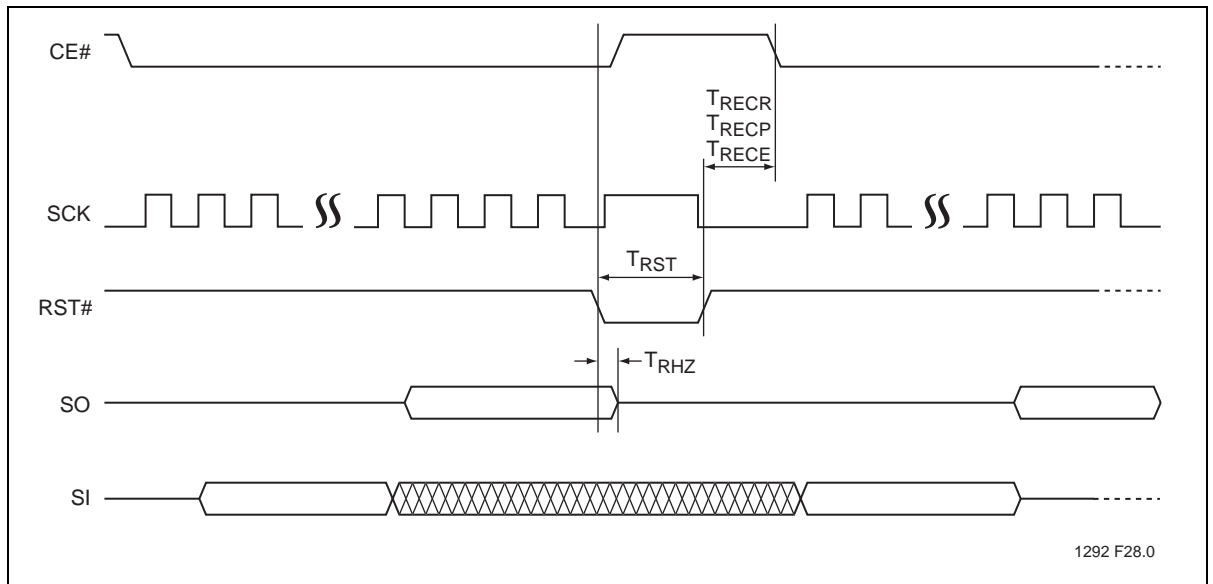 CE#
TRECR
TRECP
TRECE
SCK
TRST
RST#
TRHZ
SO
SI
1292 F28.0